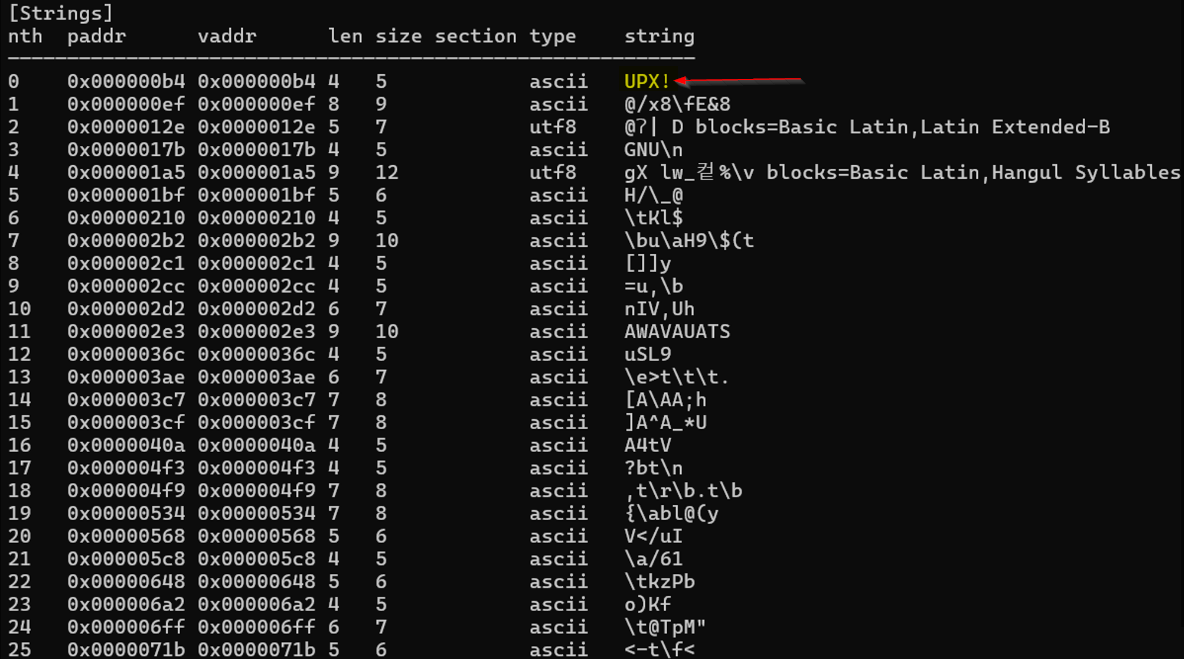 [Strings]
nth paddr vaddr len size section type string
0 0x000000b4 0x000000b4 4 5 ascii UPX!
1 0x000000ef 0x000000ef 8 9 ascii @/x8\fE&8
2 0x0000012e 0x0000012e 5 7 utf8 @Ɂ| D blocks=Basic Latin,Latin Extended-B
3 0x0000017b 0x0000017b 4 5 ascii GNU\n
4 0x000001a5 0x000001a5 9 12 utf8 gX lw_컽%\v blocks=Basic Latin,Hangul Syllables
5 0x000001bf 0x000001bf 5 6 ascii H/\_@
6 0x00000210 0x00000210 4 5 ascii \tKl$
7 0x000002b2 0x000002b2 9 10 ascii \bu\aH9\$(t
8 0x000002c1 0x000002c1 4 5 ascii []]y
9 0x000002cc 0x000002cc 4 5 ascii =u,\b
10 0x000002d2 0x000002d2 6 7 ascii nIV,Uh
11 0x000002e3 0x000002e3 9 10 ascii AWAVAUATS
12 0x0000036c 0x0000036c 4 5 ascii uSL9
13 0x000003ae 0x000003ae 6 7 ascii \e>t\t\t.
14 0x000003c7 0x000003c7 7 8 ascii [A\AA;h
15 0x000003cf 0x000003cf 7 8 ascii ]A^A_*U
16 0x0000040a 0x0000040a 4 5 ascii A4tV
17 0x000004f3 0x000004f3 4 5 ascii ?bt\n
18 0x000004f9 0x000004f9 7 8 ascii ,t\r\b.t\b
19 0x00000534 0x00000534 7 8 ascii {\abl@(y
20 0x00000568 0x00000568 5 6 ascii V</uI
21 0x000005c8 0x000005c8 4 5 ascii \a/61
22 0x00000648 0x00000648 5 6 ascii \tkzPb
23 0x000006a2 0x000006a2 4 5 ascii o)Kf
24 0x000006ff 0x000006ff 6 7 ascii \t@TpM"
25 0x0000071b 0x0000071b 5 6 ascii <-t\f<